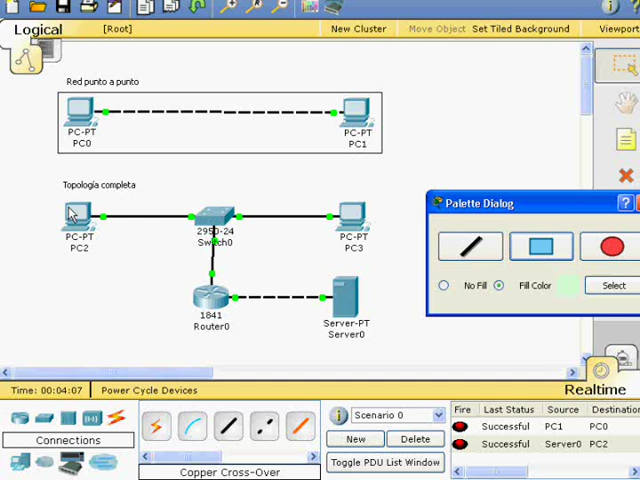 Logical
[Root]
New Cluster
Move Object
Set Tiled Background
Viewport
Red punto a punto
PC-PT
PC0
PC-PT
PC1
Topología completa
PC-PT
PC2
2950-24
Switch0
PC-PT
PC3
1841
Router0
Server-PT
Server0
Palette Dialog
?
No Fill
Fill Color
Select
Time: 00:04:07
Power Cycle Devices
Realtime
Connections
Copper Cross-Over
Scenario 0
New
Delete
Toggle PDU List Window
Fire
Last Status
Source
Destination
Successful
PC1
PC0
Successful
Server0
PC2